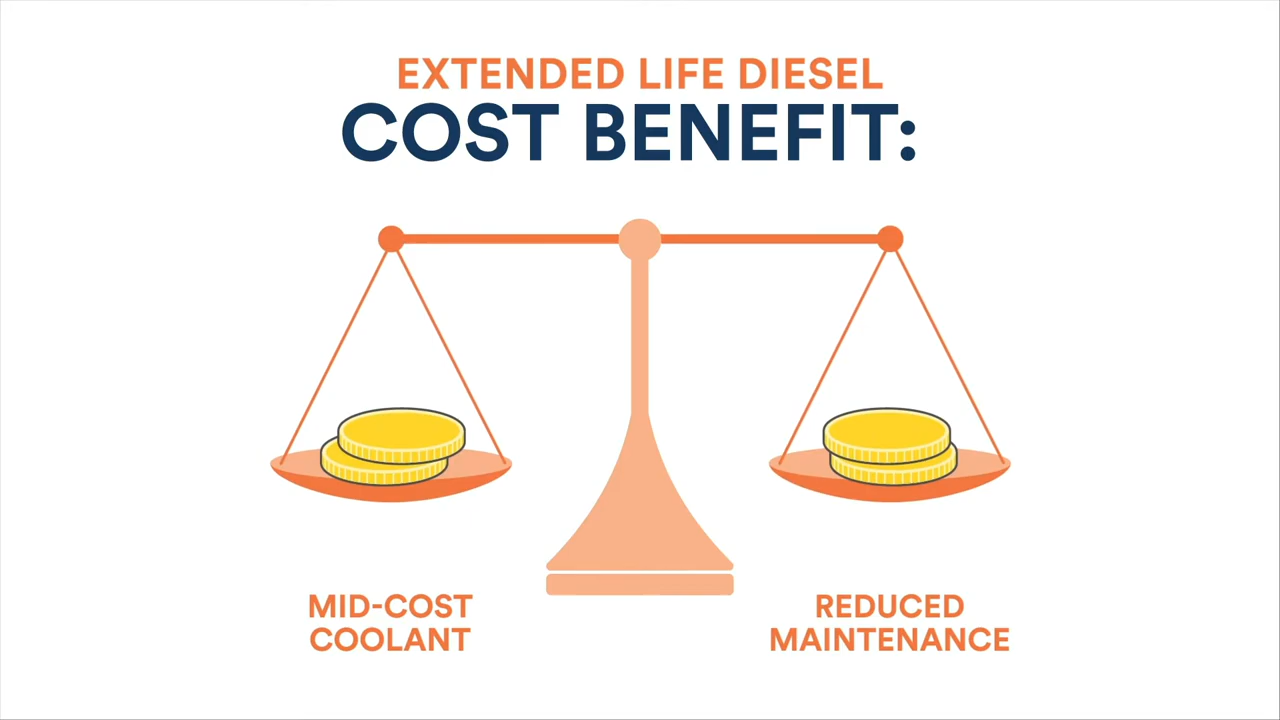 EXTENDED LIFE DIESEL
COST BENEFIT:
MID-COST
COOLANT
REDUCED
MAINTENANCE